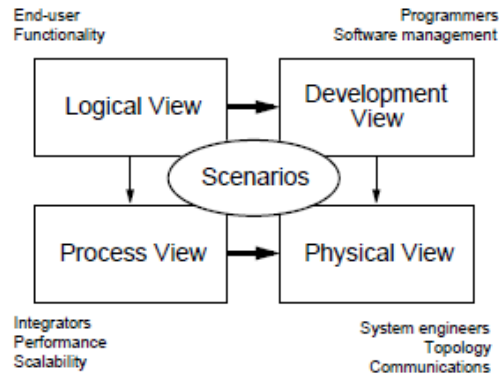 End-user
Functionality
Programmers
Software management
Logical View
Development
View
Scenarios
Process View
Physical View
Integrators
Performance
Scalability
System engineers
Topology
Communications